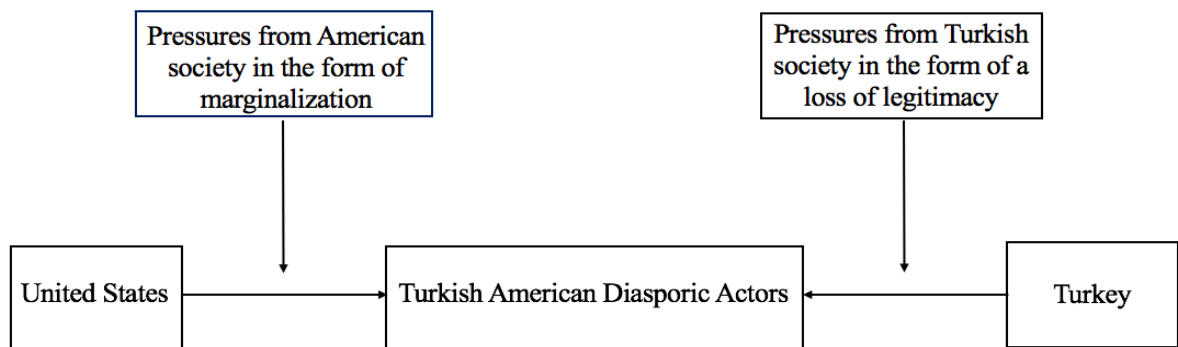 Pressures from American
society in the form of
marginalization
Pressures from Turkish
society in the form of a
loss of legitimacy
United States
Turkish American Diasporic Actors
Turkey